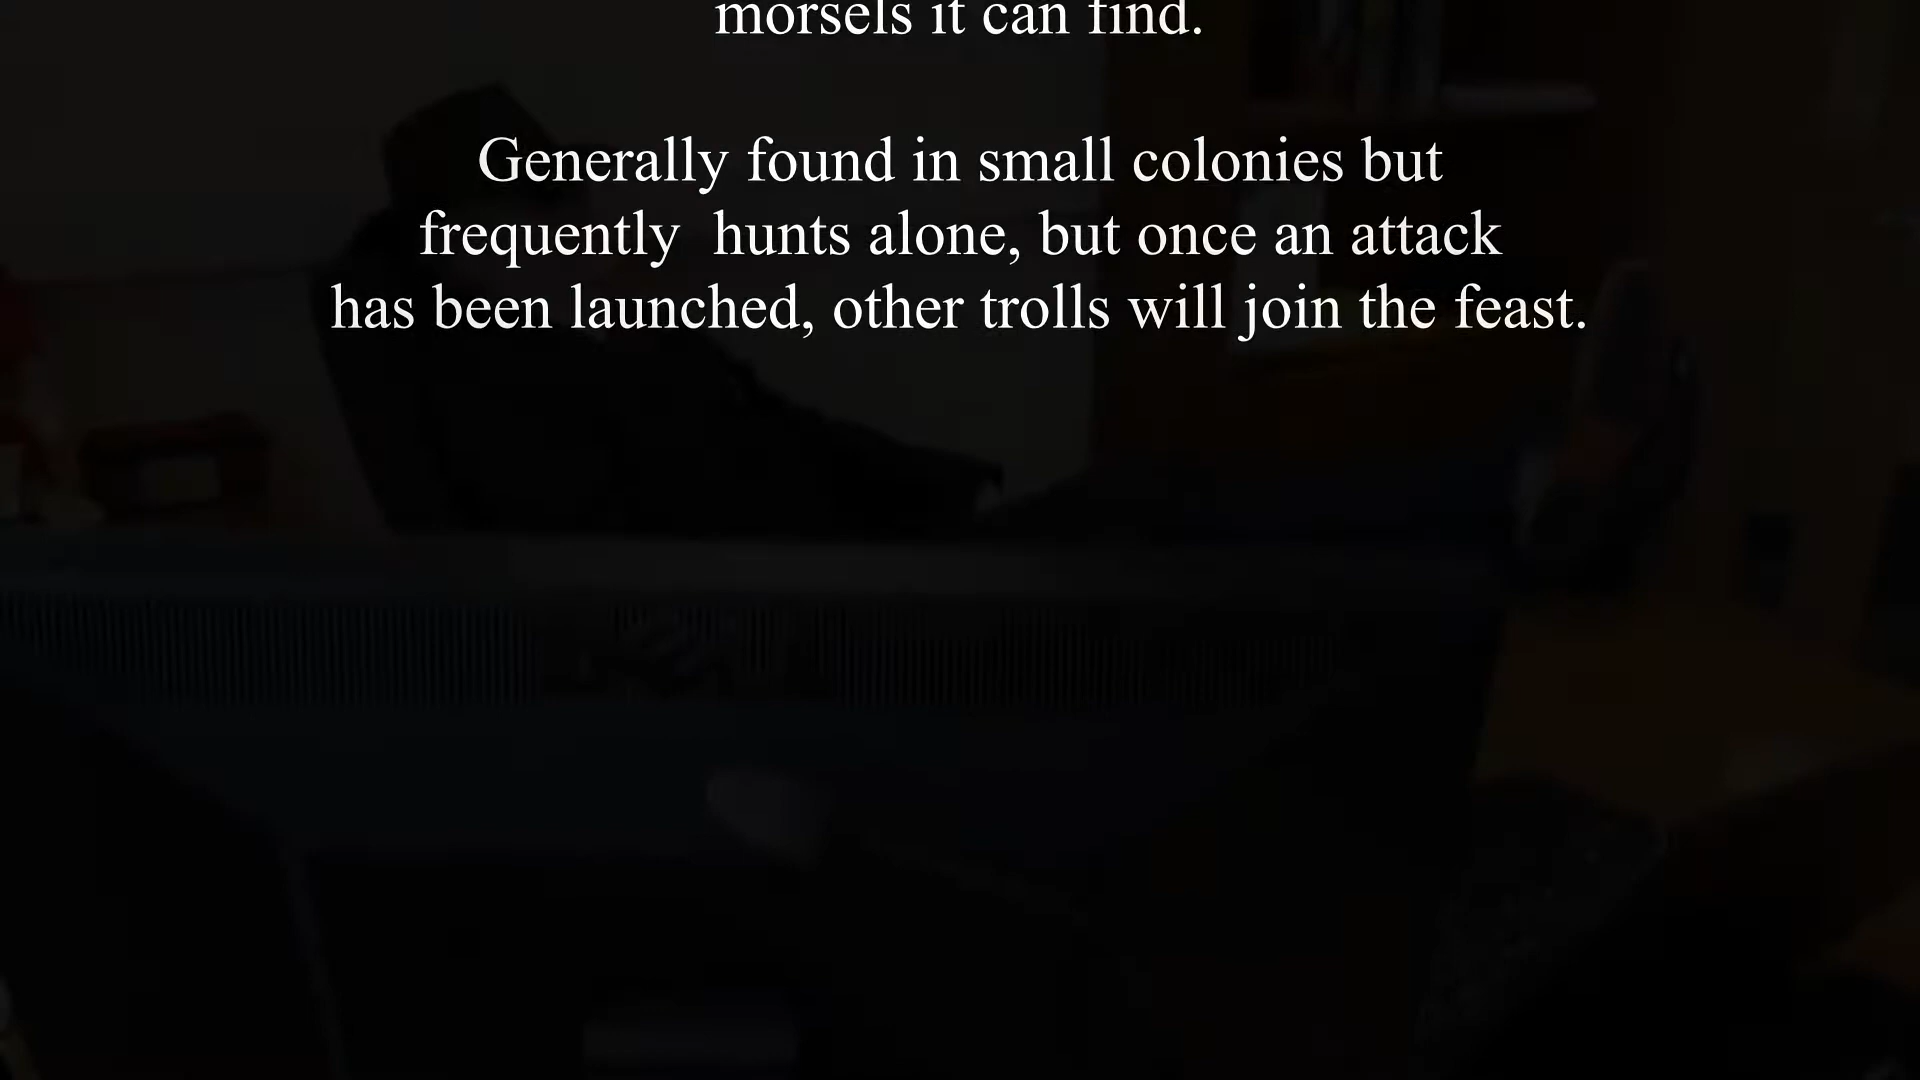 morsels it can find.
Generally found in small colonies but
frequently  hunts alone, but once an attack
has been launched, other trolls will join the feast.